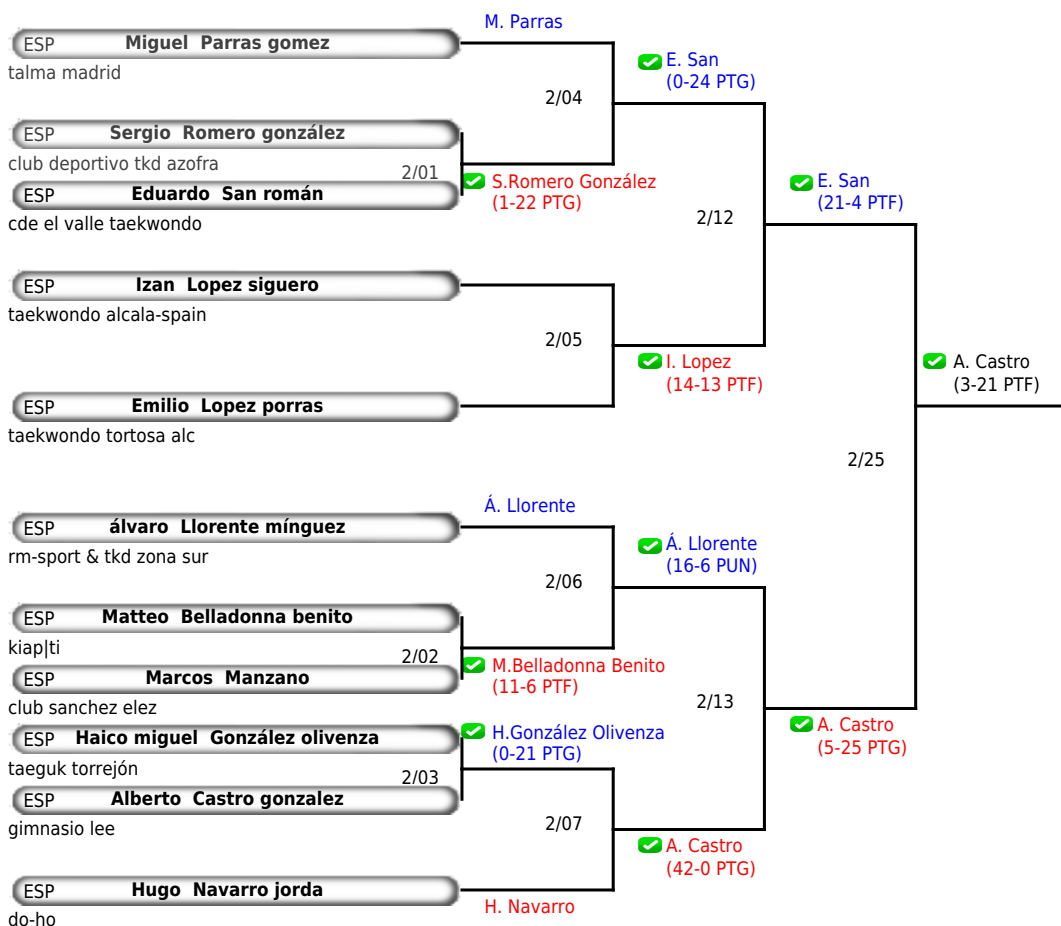 M. Parras
ESP Miguel Parras gomez
talma madrid
E. San
(0-24 PTG)
2/04
ESP Sergio Romero gonzález
club deportivo tkd azofra
2/01
S.Romero González
(1-22 PTG)
ESP Eduardo San román
cde el valle taekwondo
E. San
(21-4 PTF)
2/12
ESP Izan Lopez siguero
taekwondo alcala-spain
2/05
I. Lopez
(14-13 PTF)
A. Castro
(3-21 PTF)
ESP Emilio Lopez porras
taekwondo tortosa alc
2/25
Á. Llorente
ESP álvaro Llorente mínguez
rm-sport & tkd zona sur
Á. Llorente
(16-6 PUN)
2/06
ESP Matteo Belladonna benito
kiap|ti
2/02
M.Belladonna Benito
(11-6 PTF)
ESP Marcos Manzano
club sanchez elez
2/13
A. Castro
(5-25 PTG)
ESP Haico miguel González olivenza
taeguk torrejón
H.González Olivenza
(0-21 PTG)
2/03
ESP Alberto Castro gonzalez
gimnasio lee
2/07
A. Castro
(42-0 PTG)
ESP Hugo Navarro jorda
do-ho
H. Navarro